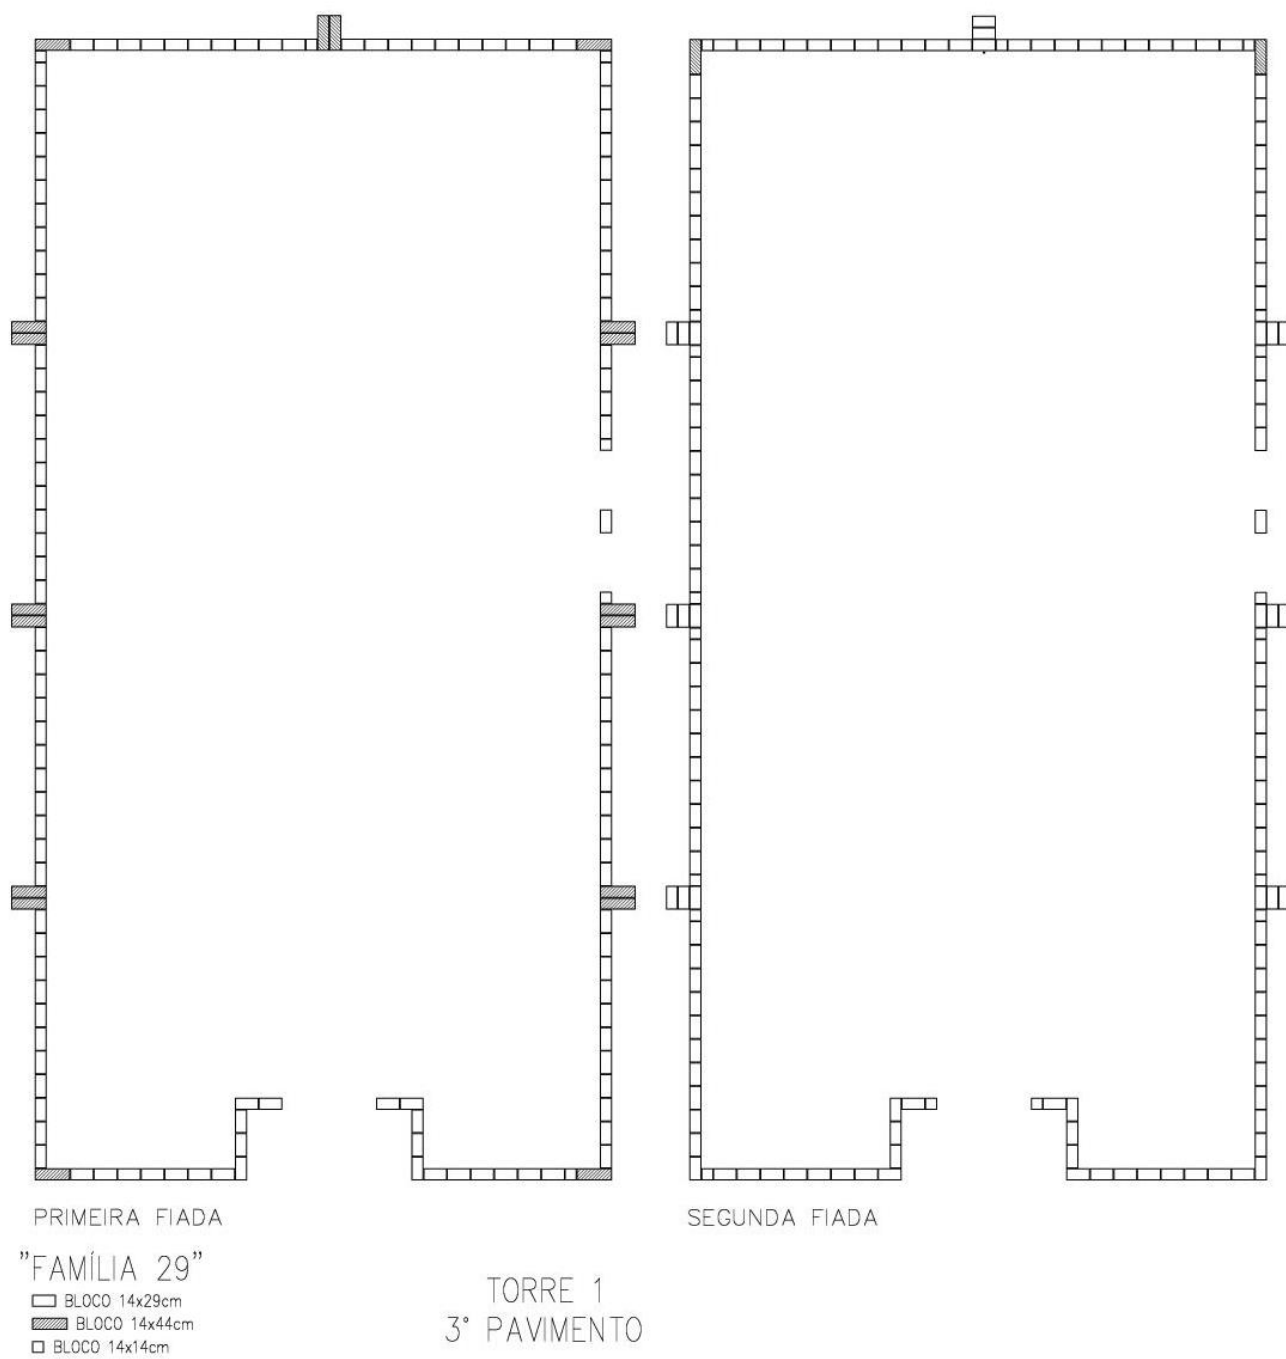 PRIMEIRA FIADA
SEGUNDA FIADA
"FAMÍLIA 29"
BLOCO 14x29cm
BLOCO 14x44cm
BLOCO 14x14cm
TORRE 1
3° PAVIMENTO